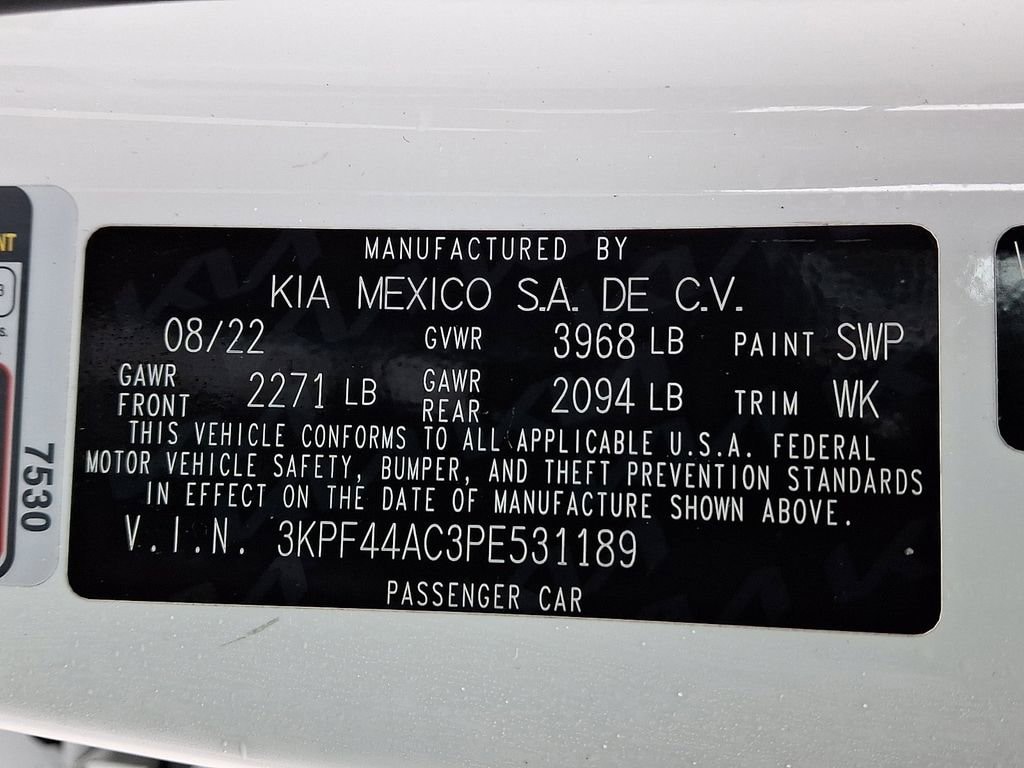 MANUFACTURED BY
KIA MEXICO S.A. DE C.V.
08/22 GVWR 3968 LB PAINT SWP
GAWR FRONT 2271 LB GAWR REAR 2094 LB TRIM WK
THIS VEHICLE CONFORMS TO ALL APPLICABLE U.S.A. FEDERAL
MOTOR VEHICLE SAFETY, BUMPER, AND THEFT PREVENTION STANDARDS
IN EFFECT ON THE DATE OF MANUFACTURE SHOWN ABOVE.
V.I.N. 3KPF44AC3PE531189
PASSENGER CAR
7530